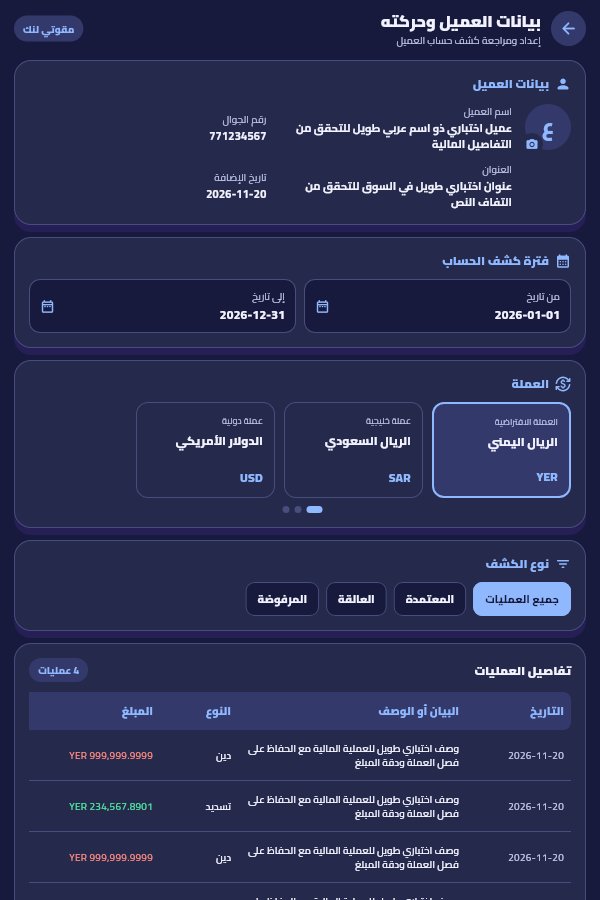 بيانات العميل وحركته
إعداد ومراجعة كشف حساب العميل
مقوتي لنك
بيانات العميل
ع
اسم العميل
عميل اختباري ذو اسم عربي طويل للتحقق من
التفاصيل المالية
رقم الجوال
771234567
العنوان
عنوان اختباري طويل في السوق للتحقق من
التفاف النص
تاريخ الإضافة
2026-11-20
فترة كشف الحساب
من تاريخ
2026-01-01
إلى تاريخ
2026-12-31
العملة
العملة الافتراضية
الريال اليمني
YER
عملة خليجية
الريال السعودي
SAR
عملة دولية
الدولار الأمريكي
USD
نوع الكشف
جميع العمليات
المعتمدة
العالقة
المرفوضة
تفاصيل العمليات
4 عمليات
التاريخ البيان أو الوصف النوع المبلغ
2026-11-20
وصف اختباري طويل للعملية المالية مع الحفاظ على
فصل العملة ودقة المبلغ
دين
YER 999,999.9999
2026-11-20
وصف اختباري طويل للعملية المالية مع الحفاظ على
فصل العملة ودقة المبلغ
تسديد
YER 234,567.8901
2026-11-20
وصف اختباري طويل للعملية المالية مع الحفاظ على
فصل العملة ودقة المبلغ
دين
YER 999,999.9999